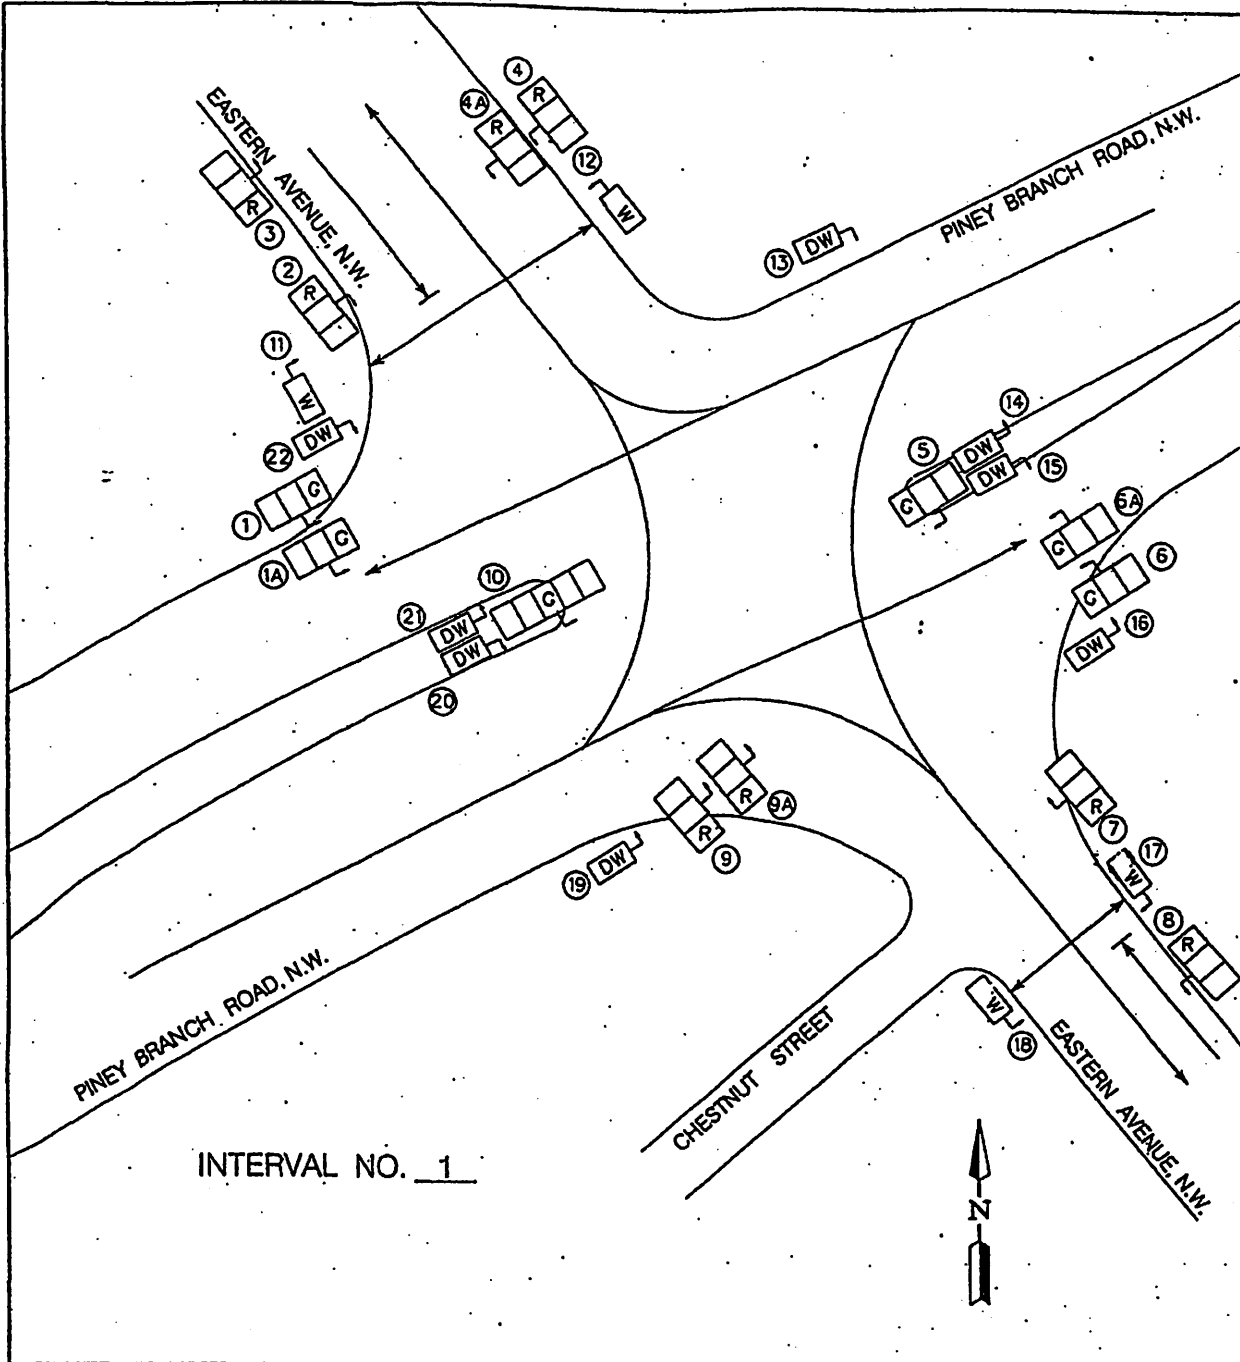 4
R
4A
R
12
W
EASTERN AVENUE, N.W.
R
3
2
R
11
W
22
DW
1
G
1A
G
13
DW
PINEY BRANCH ROAD, N.W.
14
5
DW
DW
15
G
6A
G
6
G
16
DW
10
21
DW
G
DW
20
9A
R
R
9
19
DW
R
7
17
W
8
R
W
18
PINEY BRANCH ROAD, N.W.
CHESTNUT STREET
EASTERN AVENUE, N.W.
INTERVAL NO. 1
N